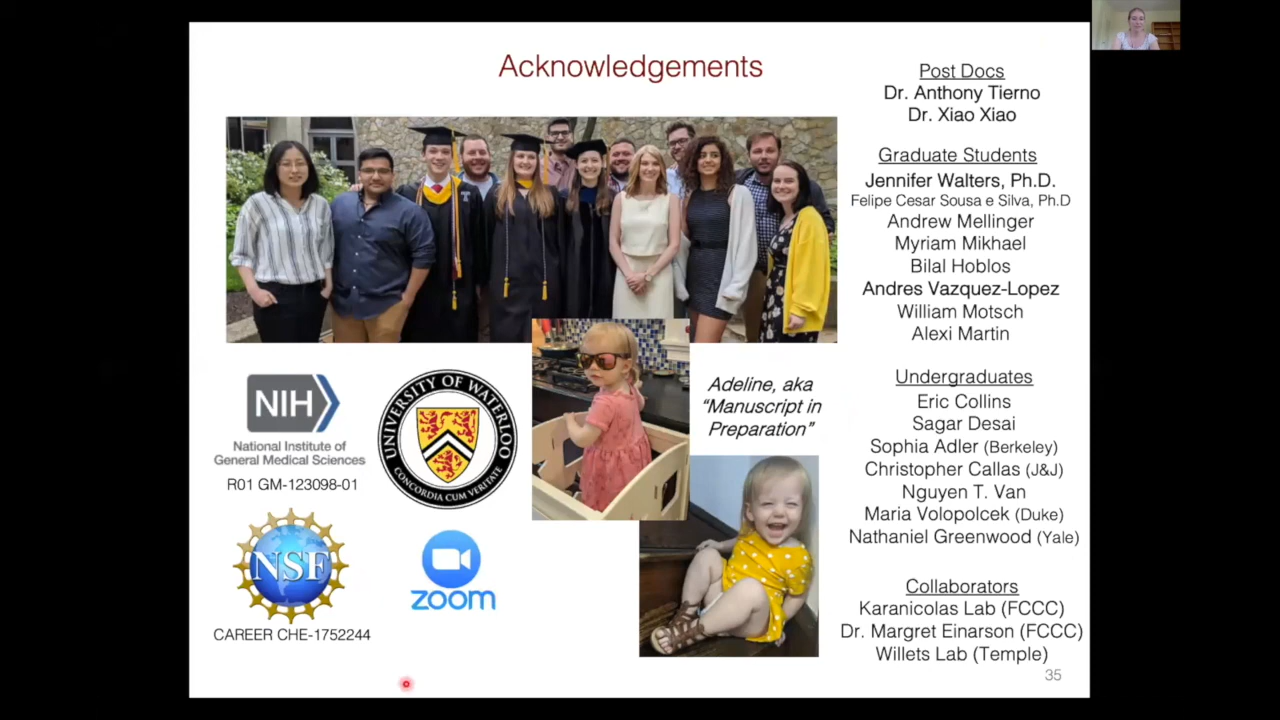 Acknowledgements
T
NIH
National Institute of
General Medical Sciences
R01 GM-123098-01
UNIVERSITY OF WATERLOO
CONCORDIA CUM VERITATE
NSF
CAREER CHE-1752244
zoom
Adeline, aka
“Manuscript in
Preparation”
Post Docs
Dr. Anthony Tierno
Dr. Xiao Xiao
Graduate Students
Jennifer Walters, Ph.D.
Felipe Cesar Sousa e Silva, Ph.D
Andrew Mellinger
Myriam Mikhael
Bilal Hoblos
Andres Vazquez-Lopez
William Motsch
Alexi Martin
Undergraduates
Eric Collins
Sagar Desai
Sophia Adler (Berkeley)
Christopher Callas (J&J)
Nguyen T. Van
Maria Volopolcek (Duke)
Nathaniel Greenwood (Yale)
Collaborators
Karanicolas Lab (FCCC)
Dr. Margret Einarson (FCCC)
Willets Lab (Temple)
35